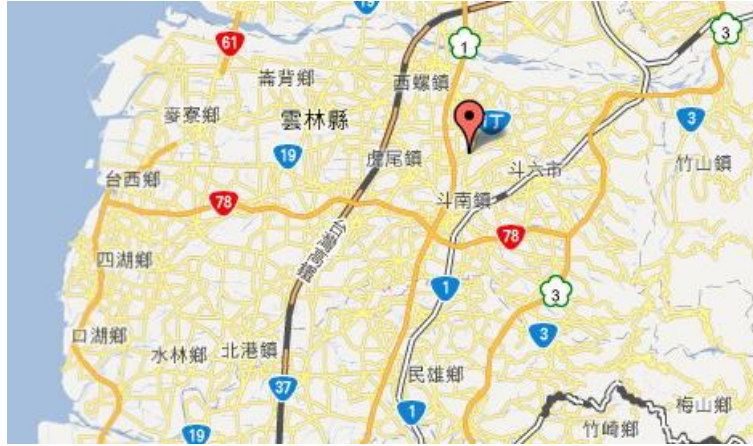 19
61
1
3
崙背鄉
西螺鎮
麥寮鄉
雲林縣
丁
3
19
虎尾鎮
斗六市
竹山鎮
台西鄉
78
斗南鎮
78
台灣高鐵
四湖鄉
1
3
口湖鄉
水林鄉
北港鎮
3
37
民雄鄉
1
梅山鄉
19
竹崎鄉